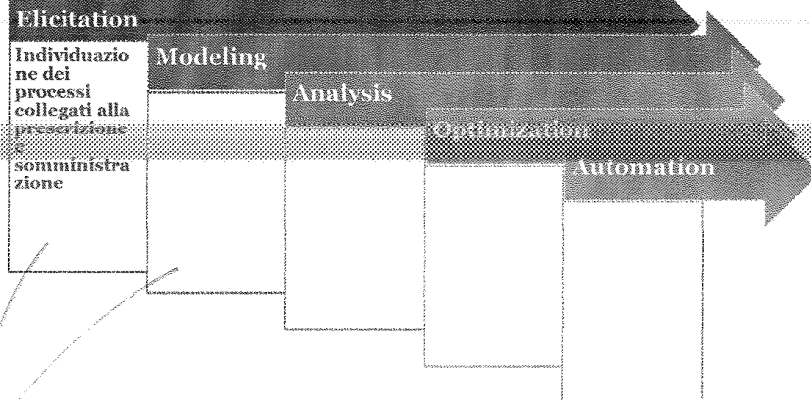 Elicitation
Individuazio
ne dei
processi
collegati alla
prescrizione
e
somministra
zione
Modeling
Analysis
Optimization
Automation